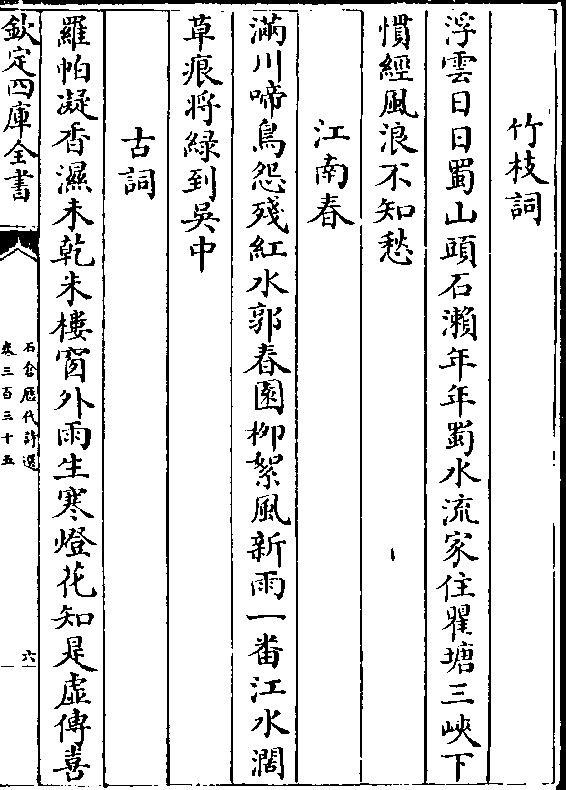 竹枝詞
浮雲日日蜀山頭石瀨年年蜀水流家住瞿塘三峽下
慣經風浪不知愁
江南春
滿川啼鳥怨殘紅水郭春園柳絮風新雨一番江水濶
草痕將綠到吳中
古詞
羅帕凝香濕未乾朱樓窗外雨生寒燈花知是虛傳喜
欽定四庫全書
石倉歷代詩選
卷三百三十五
六